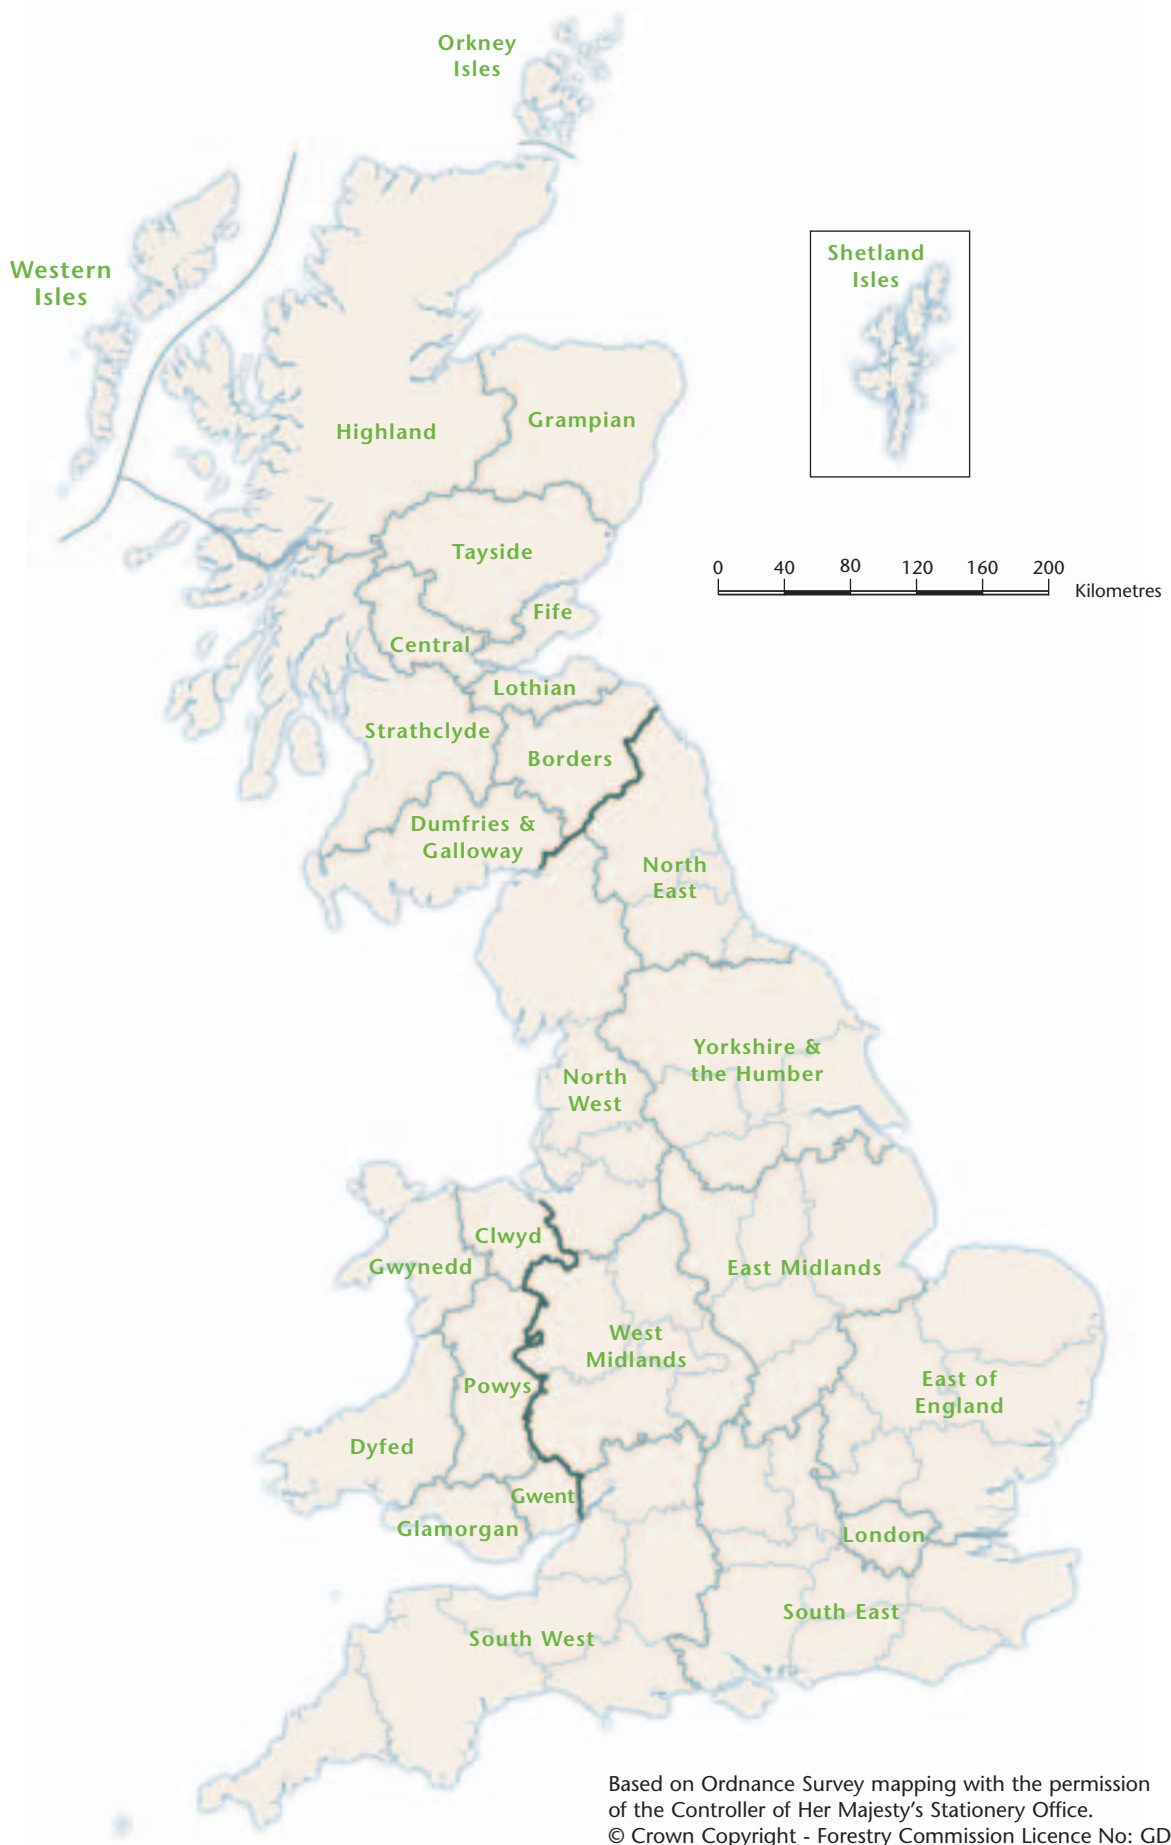 Orkney
Isles
Western
Isles
Shetland
Isles
Highland
Grampian
Tayside
0 40 80 120 160 200
Kilometres
Fife
Central
Lothian
Strathclyde
Borders
Dumfries &
Galloway
North
East
Yorkshire &
the Humber
North
West
Clwyd
Gwynedd
East Midlands
West
Midlands
Powys
East of
England
Dyfed
Gwent
Glamorgan
London
South East
South West
Based on Ordnance Survey mapping with the permission
of the Controller of Her Majesty’s Stationery Office.
© Crown Copyright - Forestry Commission Licence No: GD